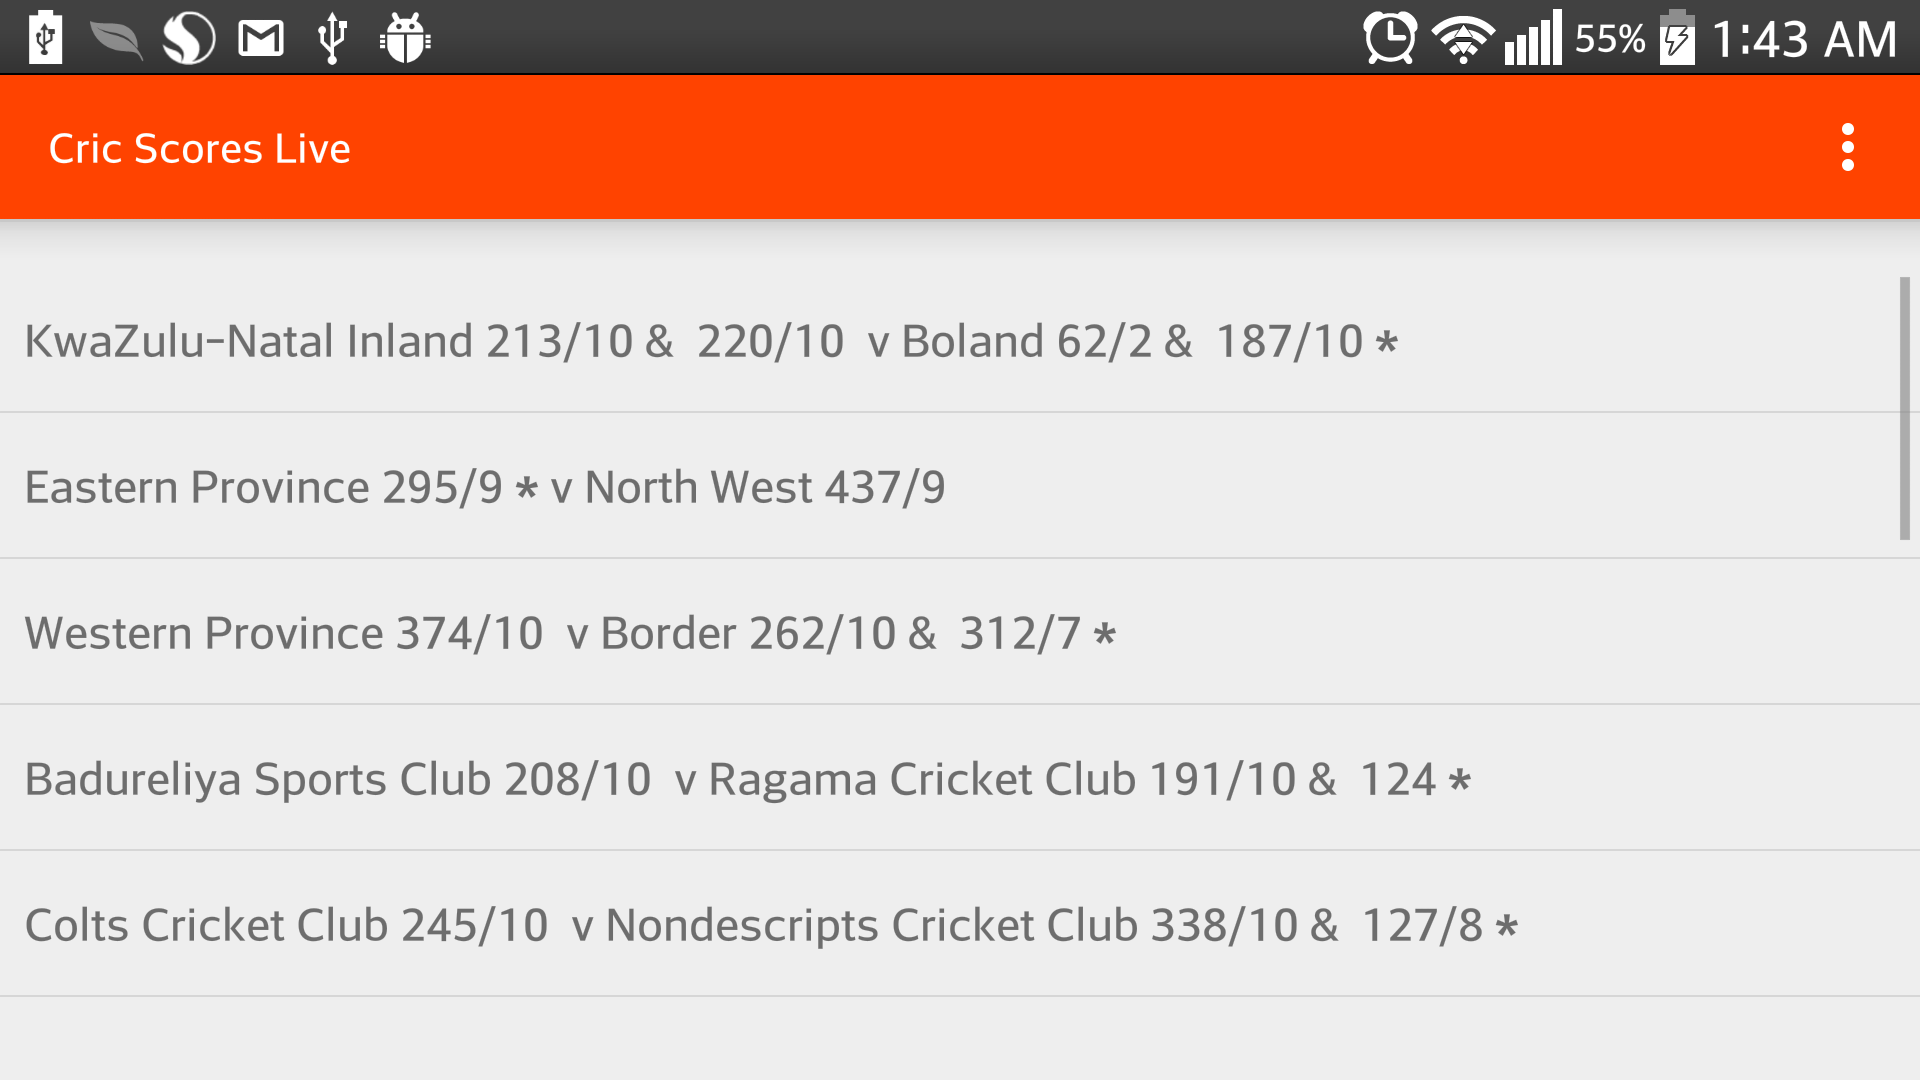 55% 1:43 AM
Cric Scores Live
KwaZulu-Natal Inland 213/10 &  220/10  v Boland 62/2 &  187/10 *
Eastern Province 295/9 * v North West 437/9
Western Province 374/10  v Border 262/10 &  312/7 *
Badureliya Sports Club 208/10  v Ragama Cricket Club 191/10 &  124 *
Colts Cricket Club 245/10  v Nondescripts Cricket Club 338/10 &  127/8 *